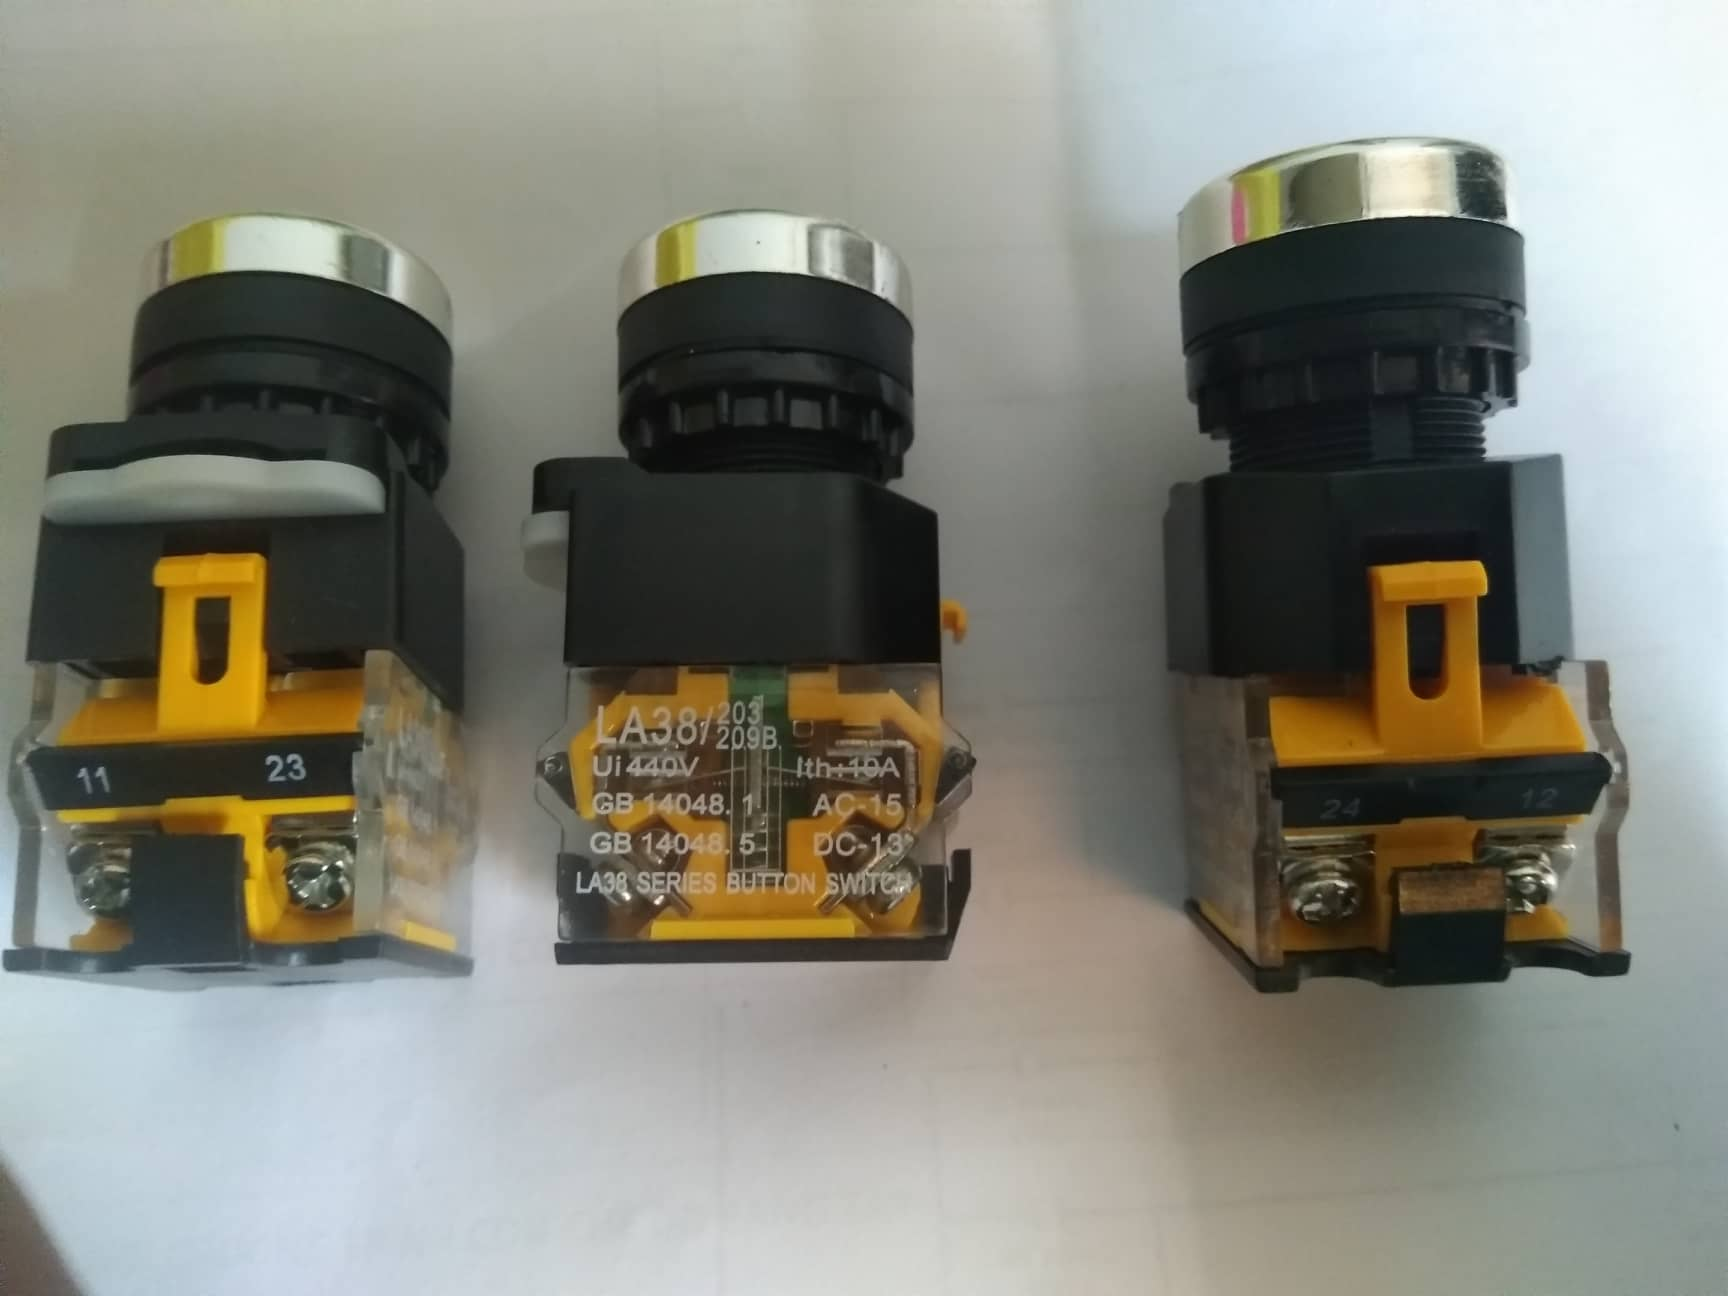 11 23
LA38/203
209B
Ui 440V Ith:10A
GB 14048.1 AC-15
GB 14048.5 DC-13
LA38 SERIES BUTTON SWITCH
24 12